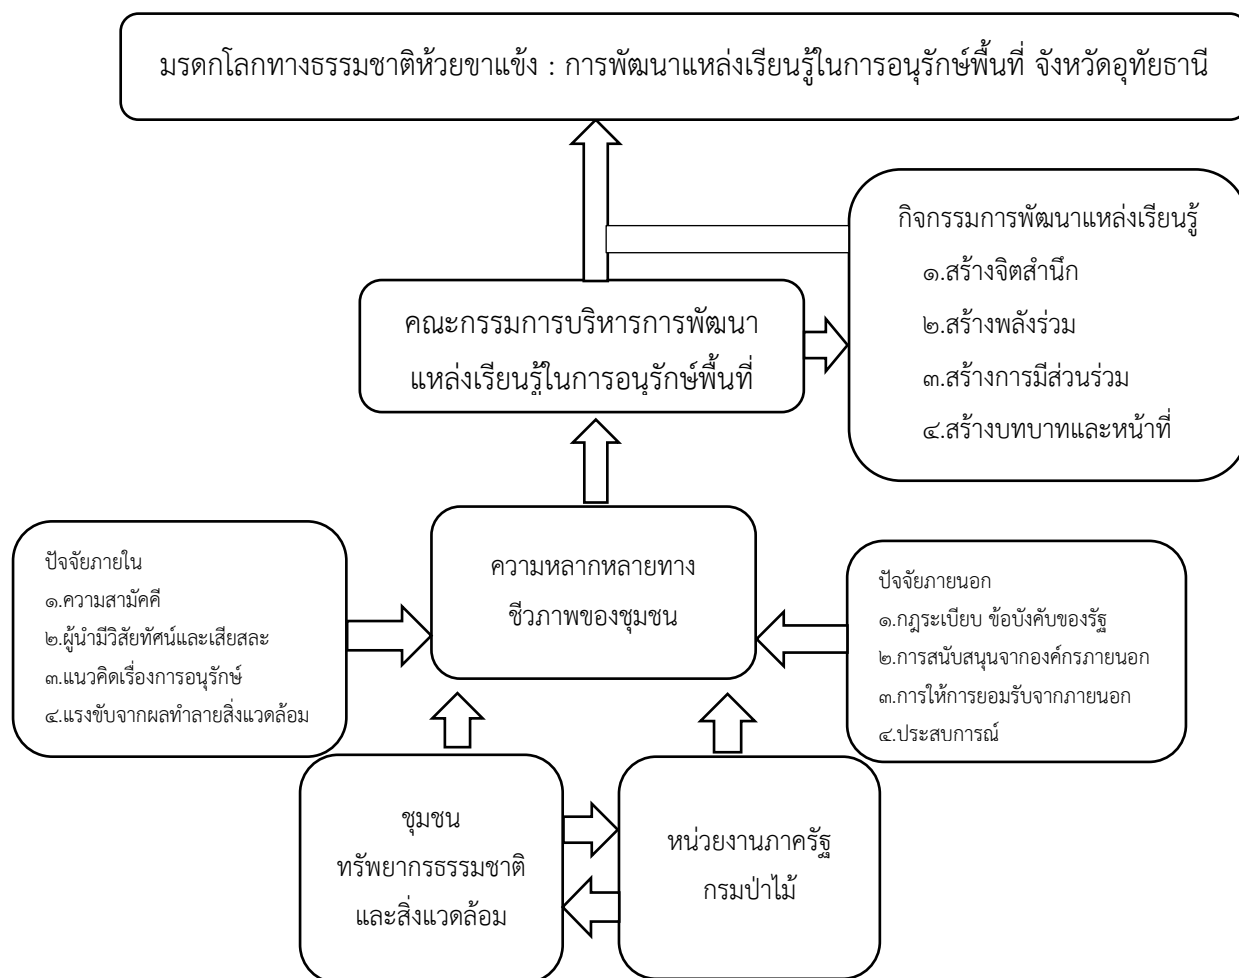 มรดกโลกทางธรรมชาติห้วยขาแข้ง : การพัฒนาแหล่งเรียนรู้ในการอนุรักษ์พื้นที่ จังหวัดอุทัยธานี
กิจกรรมการพัฒนาแหล่งเรียนรู้
๑.สร้างจิตสำนึก
๒.สร้างพลังร่วม
๓.สร้างการมีส่วนร่วม
๔.สร้างบทบาทและหน้าที่
คณะกรรมการบริหารการพัฒนา
แหล่งเรียนรู้ในการอนุรักษ์พื้นที่
ความหลากหลายทาง
ชีวภาพของชุมชน
ปัจจัยภายใน
๑.ความสามัคคี
๒.ผู้นำมีวิสัยทัศน์และเสียสละ
๓.แนวคิดเรื่องการอนุรักษ์
๔.แรงขับจากผลทำลายสิ่งแวดล้อม
ปัจจัยภายนอก
๑.กฎระเบียบ ข้อบังคับของรัฐ
๒.การสนับสนุนจากองค์กรภายนอก
๓.การให้การยอมรับจากภายนอก
๔.ประสบการณ์
ชุมชน
ทรัพยากรธรรมชาติ
และสิ่งแวดล้อม
หน่วยงานภาครัฐ
กรมป่าไม้